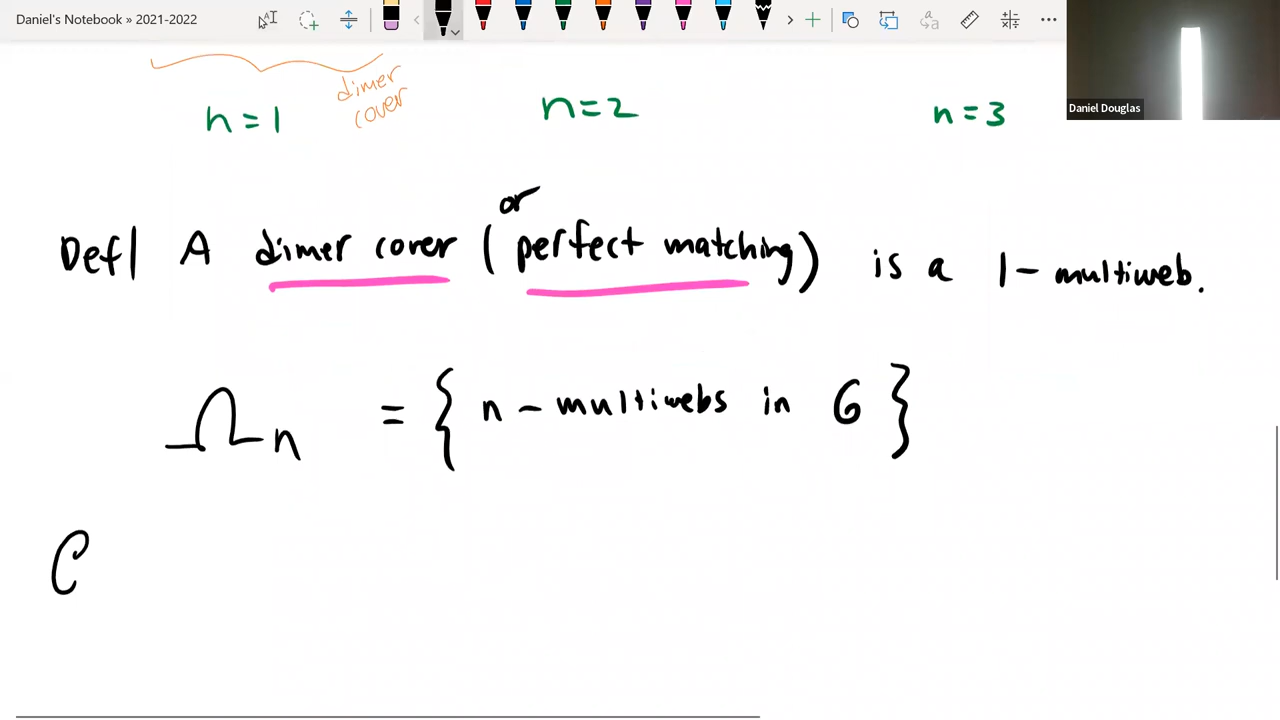 Daniel's Notebook » 2021-2022
Daniel Douglas
dimer
cover
n = 1
n = 2
n = 3
or
Def| A dimer cover ( perfect matching) is a 1 - multiweb.
Ωn = { n - multiwebs in G }
C